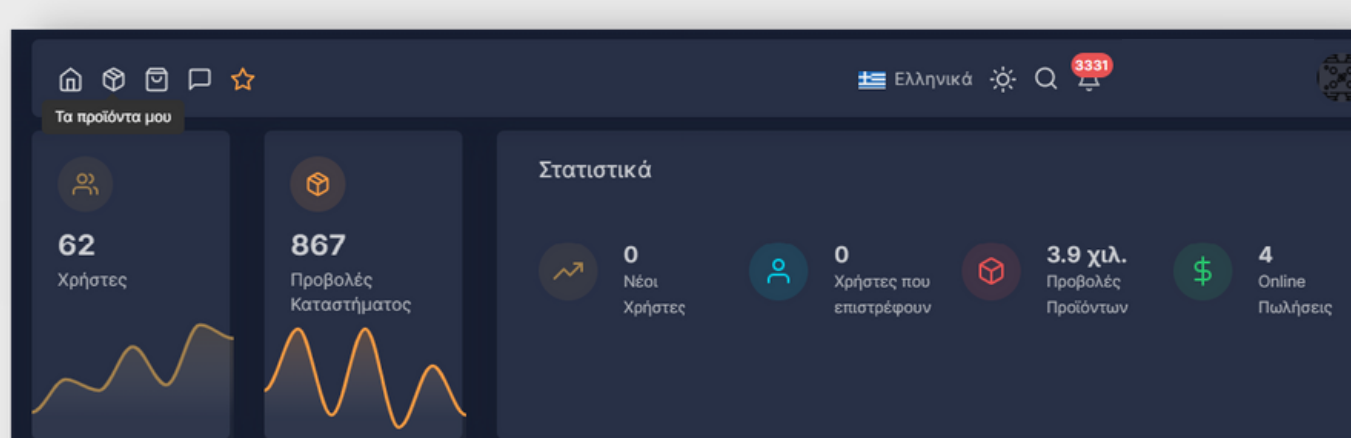 Ελληνικά
3331
Τα προϊόντα μου
62
Χρήστες
867
Προβολές
Καταστήματος
Στατιστικά
0
Νέοι
Χρήστες
0
Χρήστες που
επιστρέφουν
3.9 χιλ.
Προβολές
Προϊόντων
4
Online
Πωλήσεις